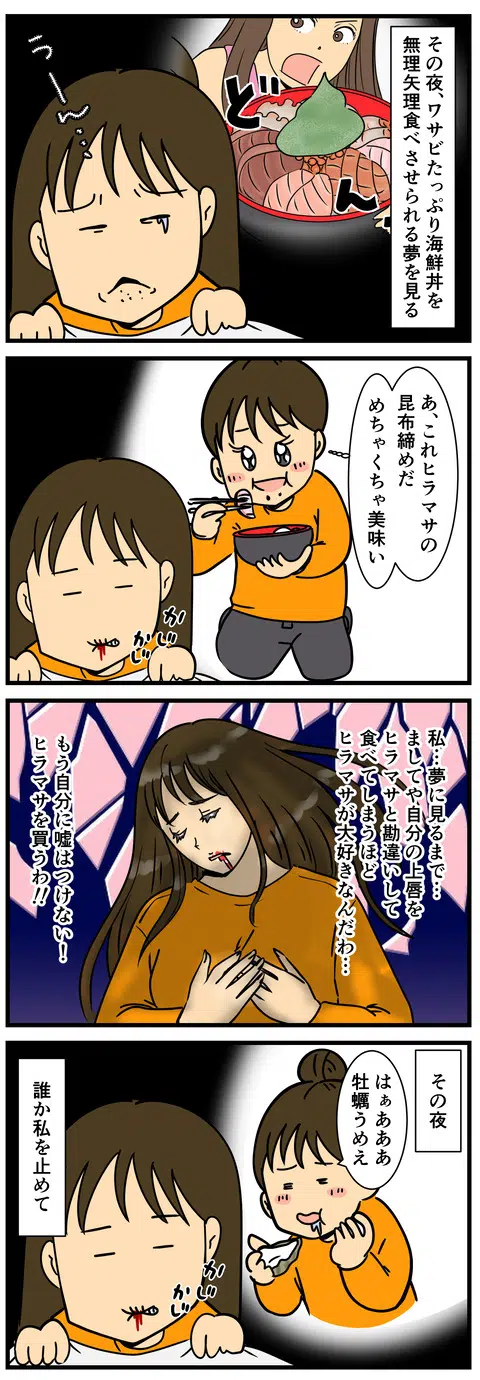 その夜、ワサビたっぷり海鮮丼を
無理矢理食べさせられる夢を見る
どん
うーん…
あ、これヒラマサの
昆布締めだ
めちゃくちゃ美味い
かじ
かじ
私…夢に見るまで…
ましてや自分の上唇を
ヒラマサと勘違いして
食べてしまうほど
ヒラマサが大好きなんだわ…
もう自分に嘘はつけない！
ヒラマサを買うわ!!
その夜
はぁあああ
牡蠣うめえ
かじ
かじ
誰か私を止めて